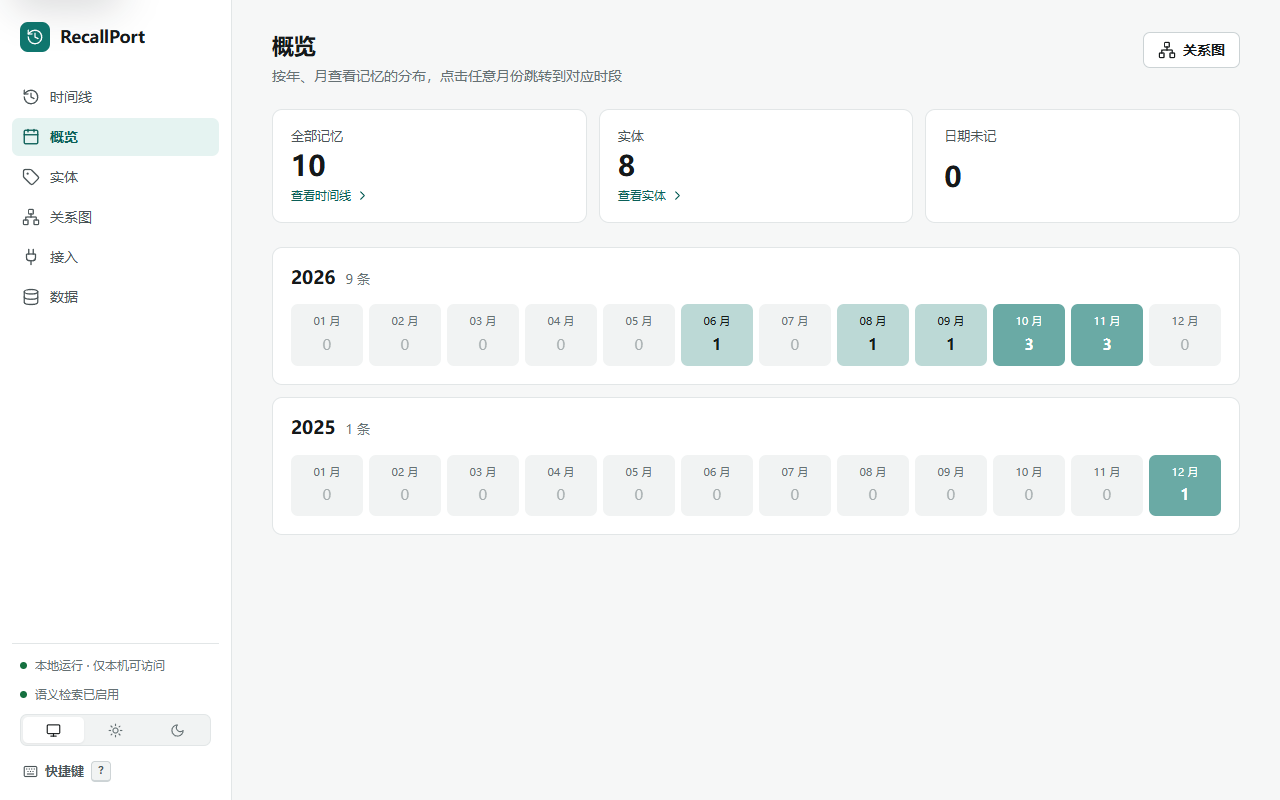 RecallPort
时间线
概览
实体
关系图
接入
数据
本地运行 · 仅本机可访问
语义检索已启用
快捷键 ?
概览
按年、月查看记忆的分布，点击任意月份跳转到对应时段
关系图
全部记忆
10
查看时间线
实体
8
查看实体
日期未记
0
2026 9 条
01 月 02 月 03 月 04 月 05 月 06 月 07 月 08 月 09 月 10 月 11 月 12 月
0 0 0 0 0 1 0 1 1 3 3 0
2025 1 条
01 月 02 月 03 月 04 月 05 月 06 月 07 月 08 月 09 月 10 月 11 月 12 月
0 0 0 0 0 0 0 0 0 0 0 1